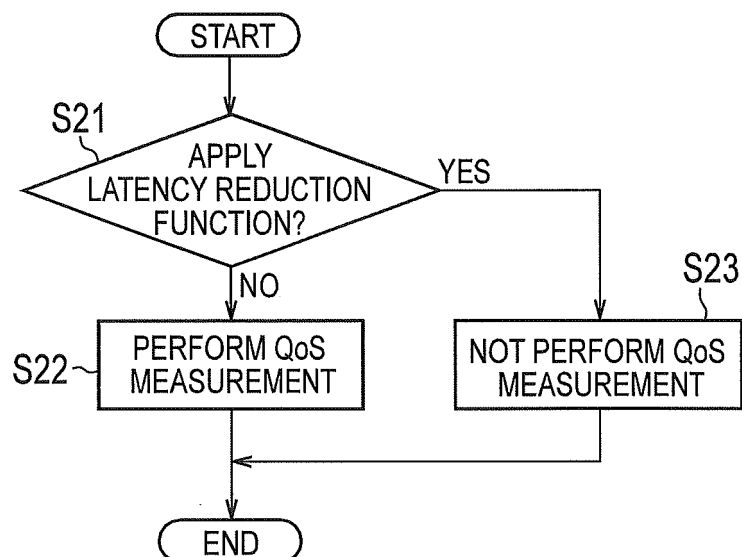 START
S21
APPLY
LATENCY REDUCTION
FUNCTION?
YES
NO
S23
S22
PERFORM QoS
MEASUREMENT
NOT PERFORM QoS
MEASUREMENT
END